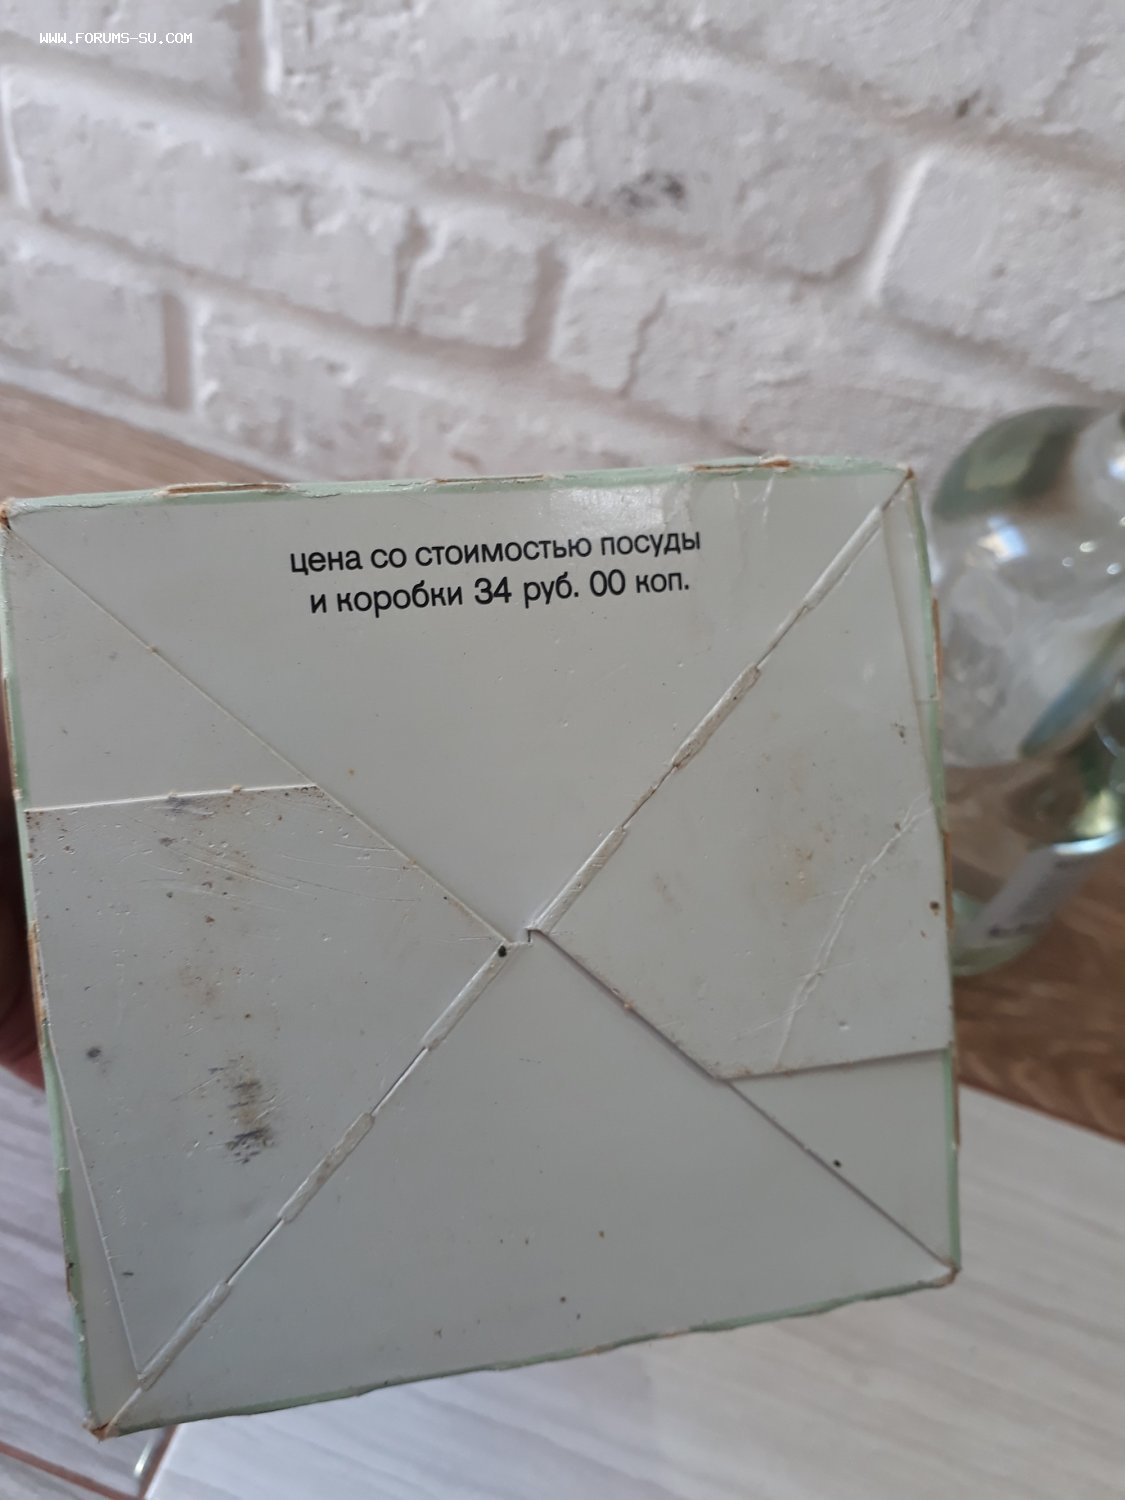 WWW.FORUMS-SU.COM
цена со стоимостью посуды
и коробки 34 руб. 00 коп.